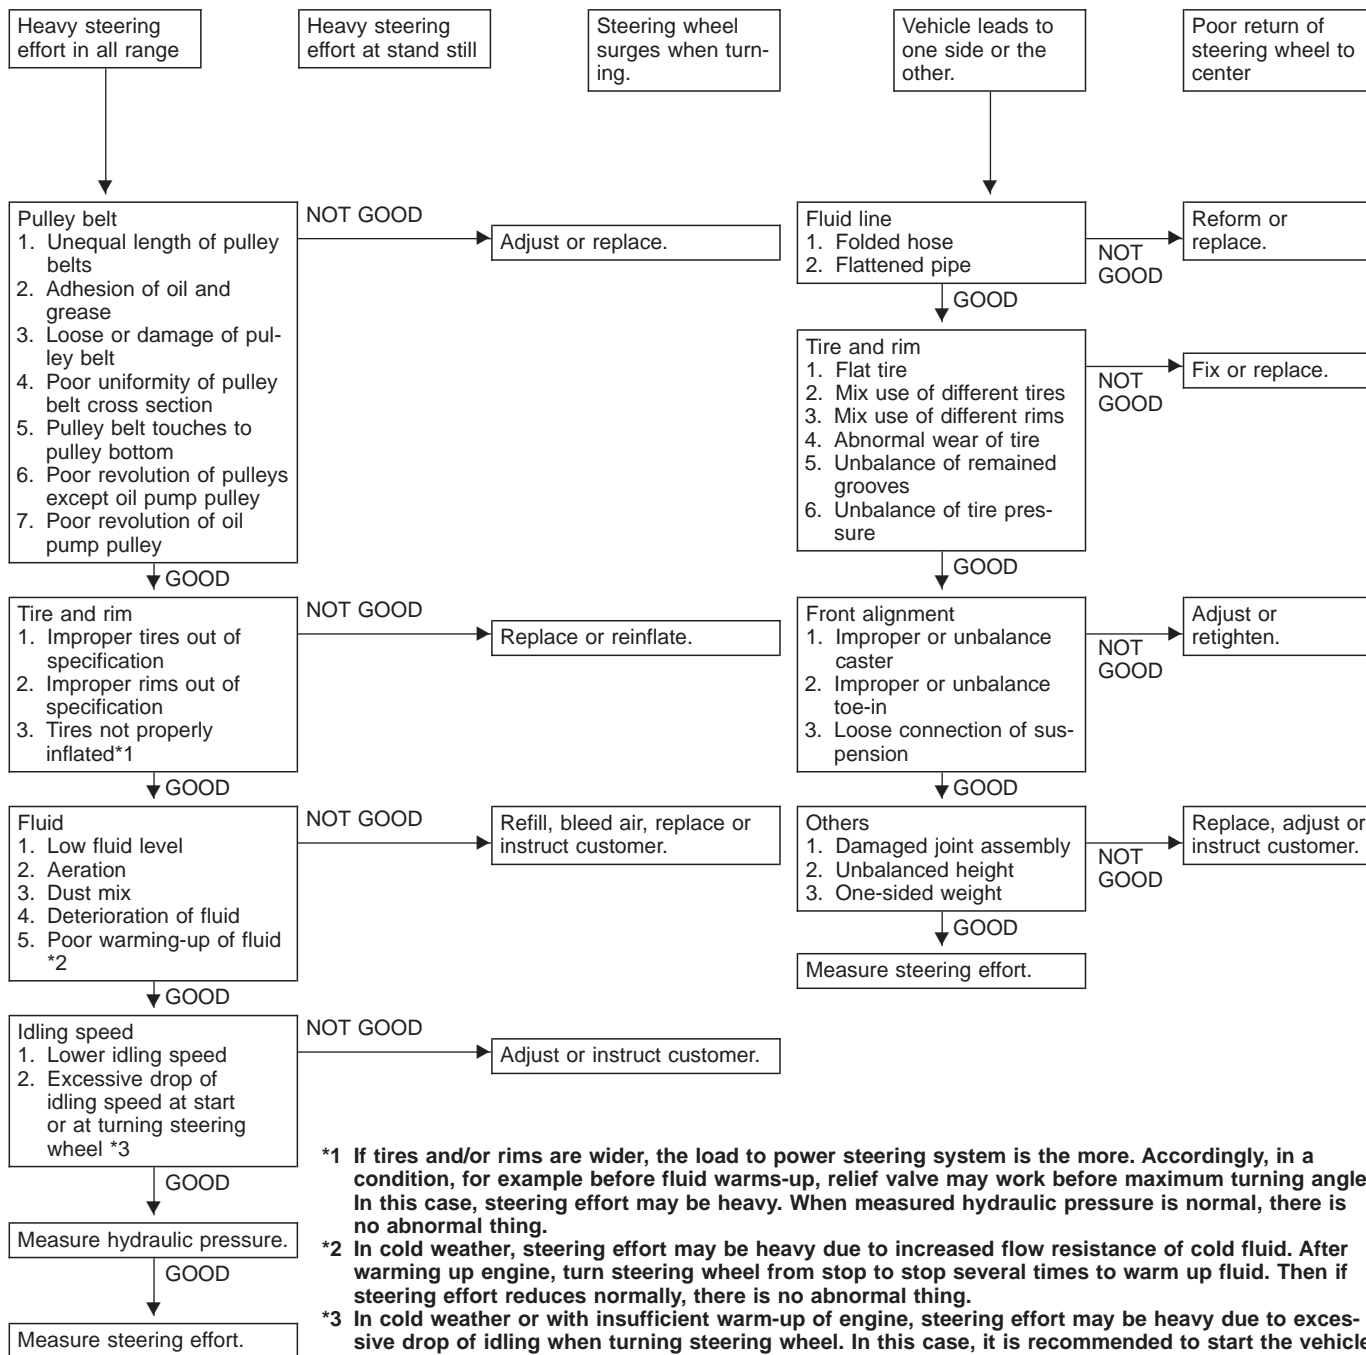 Heavy steering
effort in all range
Heavy steering
effort at stand still
Steering wheel
surges when turn-
ing.
Vehicle leads to
one side or the
other.
Poor return of
steering wheel to
center
Pulley belt
1. Unequal length of pulley
belts
2. Adhesion of oil and
grease
3. Loose or damage of pul-
ley belt
4. Poor uniformity of pulley
belt cross section
5. Pulley belt touches to
pulley bottom
6. Poor revolution of pulleys
except oil pump pulley
7. Poor revolution of oil
pump pulley
NOT GOOD
Adjust or replace.
GOOD
Tire and rim
1. Improper tires out of
specification
2. Improper rims out of
specification
3. Tires not properly
inflated*1
NOT GOOD
Replace or reinflate.
GOOD
Fluid
1. Low fluid level
2. Aeration
3. Dust mix
4. Deterioration of fluid
5. Poor warming-up of fluid
*2
NOT GOOD
Refill, bleed air, replace or
instruct customer.
GOOD
Idling speed
1. Lower idling speed
2. Excessive drop of
idling speed at start
or at turning steering
wheel *3
NOT GOOD
Adjust or instruct customer.
GOOD
Measure hydraulic pressure.
GOOD
Measure steering effort.
Fluid line
1. Folded hose
2. Flattened pipe
NOT
GOOD
Reform or
replace.
GOOD
Tire and rim
1. Flat tire
2. Mix use of different tires
3. Mix use of different rims
4. Abnormal wear of tire
5. Unbalance of remained
grooves
6. Unbalance of tire pres-
sure
NOT
GOOD
Fix or replace.
GOOD
Front alignment
1. Improper or unbalance
caster
2. Improper or unbalance
toe-in
3. Loose connection of sus-
pension
NOT
GOOD
Adjust or
retighten.
GOOD
Others
1. Damaged joint assembly
2. Unbalanced height
3. One-sided weight
NOT
GOOD
Replace, adjust or
instruct customer.
GOOD
Measure steering effort.
*1 If tires and/or rims are wider, the load to power steering system is the more. Accordingly, in a
condition, for example before fluid warms-up, relief valve may work before maximum turning angle
In this case, steering effort may be heavy. When measured hydraulic pressure is normal, there is
no abnormal thing.
*2 In cold weather, steering effort may be heavy due to increased flow resistance of cold fluid. After
warming up engine, turn steering wheel from stop to stop several times to warm up fluid. Then if
steering effort reduces normally, there is no abnormal thing.
*3 In cold weather or with insufficient warm-up of engine, steering effort may be heavy due to exces-
sive drop of idling when turning steering wheel. In this case, it is recommended to start the vehicle